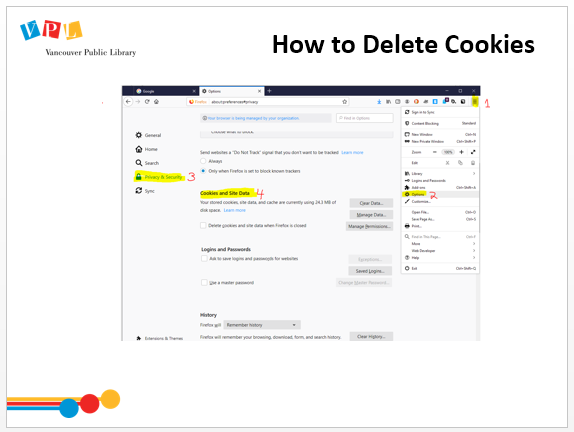 VPL
Vancouver Public Library
How to Delete Cookies
Google
Options
Firefox about:preferences#privacy
1
Your browser is being managed by your organisation
Find in Options
General
Home
Search
Privacy & Security 3
Sync
Extensions & Themes
Choose what to block.
Send websites a "Do Not Track" signal that you don't want to be tracked Learn more
Always
Only when Firefox is set to block known trackers
Cookies and Site Data 4
Your stored cookies, site data, and cache are currently using 24.3 MB of
disk space. Learn more
Delete cookies and site data when Firefox is closed
Clear Data...
Manage Data...
Manage Permissions...
Logins and Passwords
Ask to save logins and passwords for websites
Exceptions...
Saved Logins...
Use a master password
Change Master Password...
History
Firefox will Remember history
Firefox will remember your browsing, download, form, and search history.
Clear History...
Sign in to Sync
Content Blocking Standard
New Window Ctrl+N
New Private Window Ctrl+Shift+P
Zoom 100%
Edit
Library
Logins and Passwords
Add-ons Ctrl+Shift+A
Options 2
Customize...
Open File... Ctrl+O
Save Page As... Ctrl+S
Print...
Find in This Page... Ctrl+F
More
Web Developer
Help
Exit Ctrl+Shift+Q